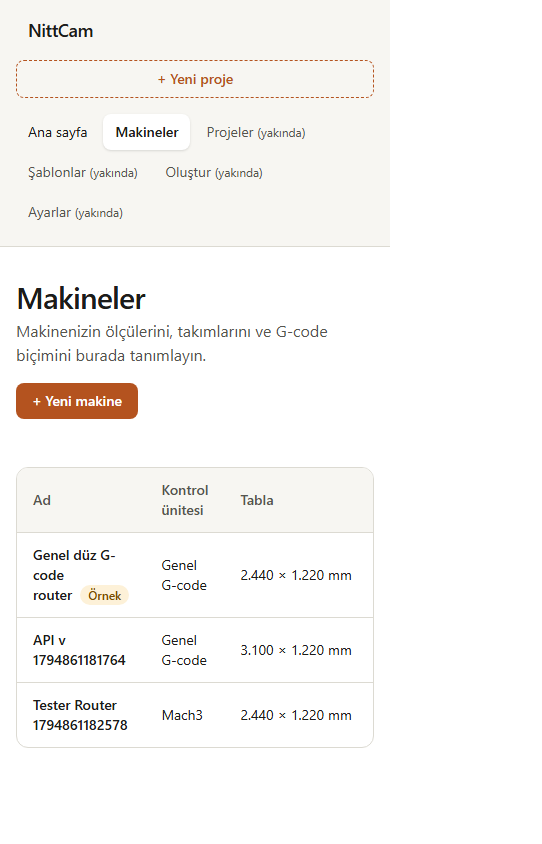 NittCam
+ Yeni proje
Ana sayfa Makineler Projeler (yakında)
Şablonlar (yakında) Oluştur (yakında)
Ayarlar (yakında)
Makineler
Makinenizin ölçülerini, takımlarını ve G-code
biçimini burada tanımlayın.
+ Yeni makine
Ad Kontrol ünitesi Tabla
Genel düz G-code router Örnek Genel G-code 2.440 × 1.220 mm
API v 1794861181764 Genel G-code 3.100 × 1.220 mm
Tester Router 1794861182578 Mach3 2.440 × 1.220 mm